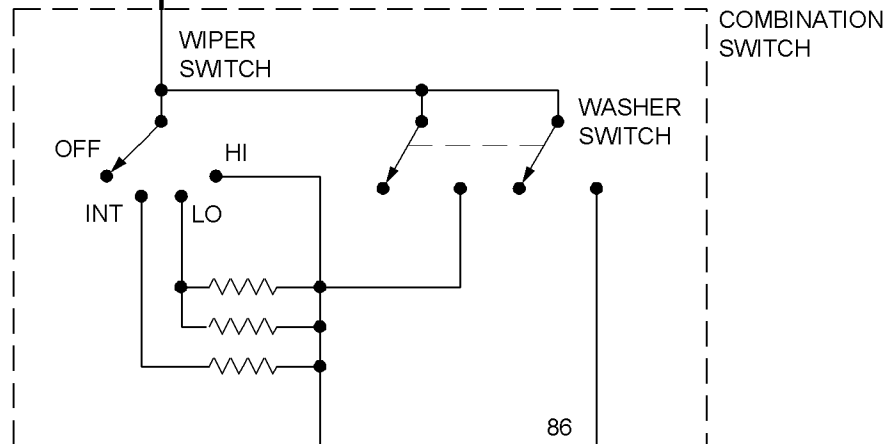 COMBINATION
SWITCH
WIPER
SWITCH
WASHER
SWITCH
OFF
HI
INT
LO
86